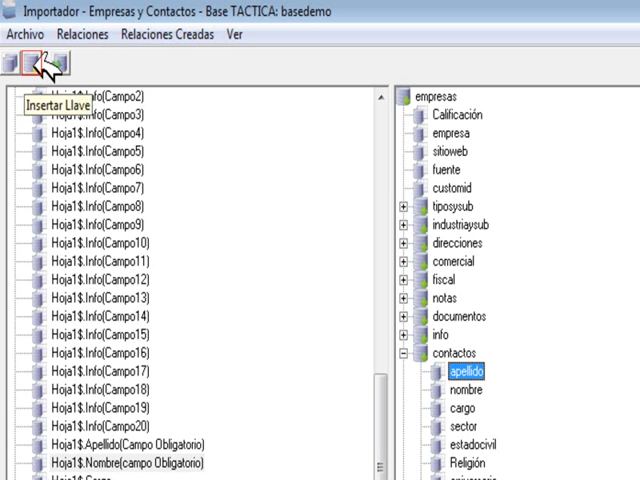 Importador - Empresas y Contactos - Base TACTICA: basedemo
Archivo Relaciones Relaciones Creadas Ver
Insertar Llave
Hoja1$.Info(Campo2)
Hoja1$.Info(Campo3)
Hoja1$.Info(Campo4)
Hoja1$.Info(Campo5)
Hoja1$.Info(Campo6)
Hoja1$.Info(Campo7)
Hoja1$.Info(Campo8)
Hoja1$.Info(Campo9)
Hoja1$.Info(Campo10)
Hoja1$.Info(Campo11)
Hoja1$.Info(Campo12)
Hoja1$.Info(Campo13)
Hoja1$.Info(Campo14)
Hoja1$.Info(Campo15)
Hoja1$.Info(Campo16)
Hoja1$.Info(Campo17)
Hoja1$.Info(Campo18)
Hoja1$.Info(Campo19)
Hoja1$.Info(Campo20)
Hoja1$.Apellido(Campo Obligatorio)
Hoja1$.Nombre(campo Obligatorio)
Hoja1$.Cargo
empresas
Calificación
empresa
sitioweb
fuente
customid
tiposysub
industriaysub
direcciones
comercial
fiscal
notas
documentos
info
contactos
apellido
nombre
cargo
sector
estadocivil
Religión
aniversario